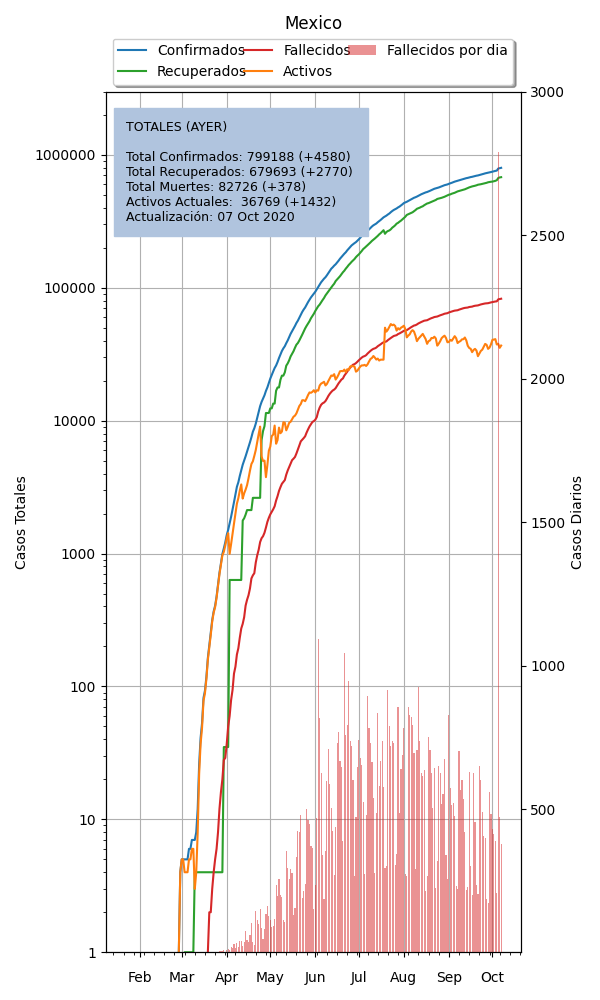 Mexico
Confirmados
Recuperados
Fallecidos
Activos
Fallecidos por dia
TOTALES (AYER)
Total Confirmados: 799188 (+4580)
Total Recuperados: 679693 (+2770)
Total Muertes: 82726 (+378)
Activos Actuales:  36769 (+1432)
Actualización: 07 Oct 2020
Casos Totales
1000000
100000
10000
1000
100
10
1
3000
2500
2000
1500
1000
500
Casos Diarios
Feb Mar Apr May Jun Jul Aug Sep Oct